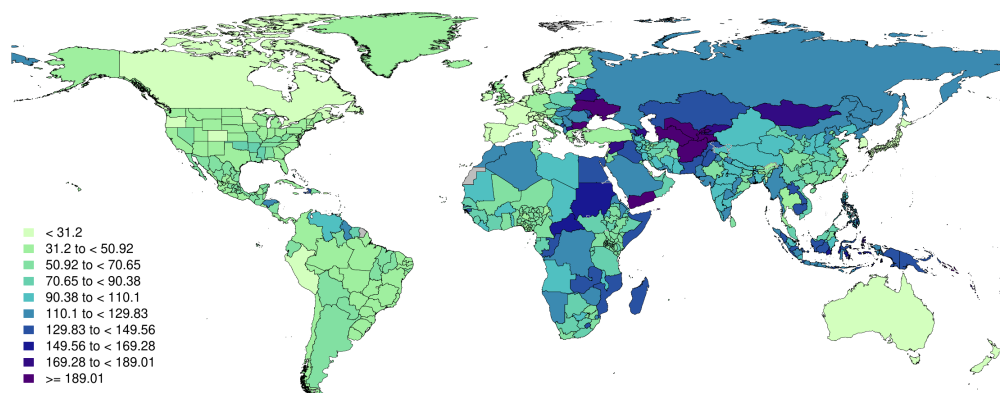 < 31.2
31.2 to < 50.92
50.92 to < 70.65
70.65 to < 90.38
90.38 to < 110.1
110.1 to < 129.83
129.83 to < 149.56
149.56 to < 169.28
169.28 to < 189.01
>= 189.01